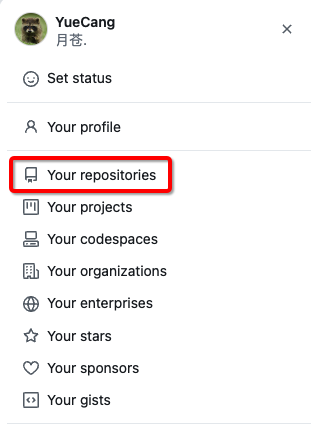 YueCang
月苍.
Set status
Your profile
Your repositories
Your projects
Your codespaces
Your organizations
Your enterprises
Your stars
Your sponsors
Your gists